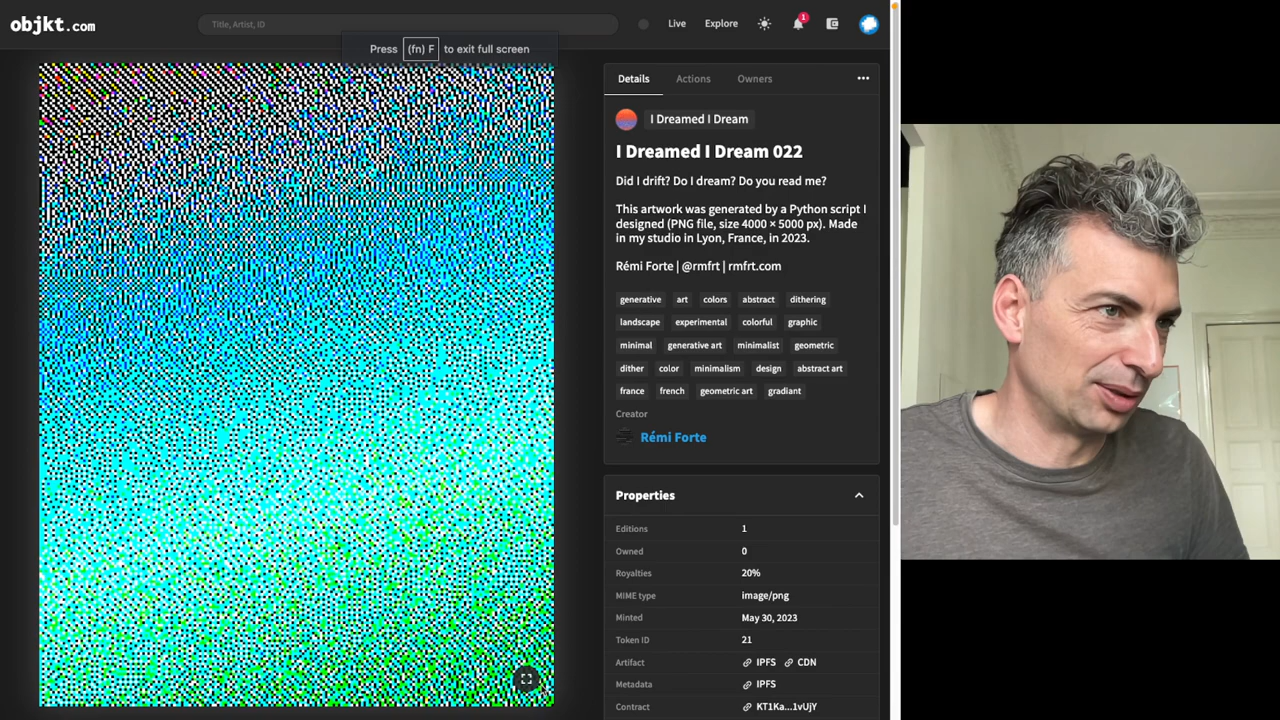 objkt.com
Title, Artist, ID
Live
Explore
1
Press (fn) F to exit full screen
Details
Actions
Owners
I Dreamed I Dream
I Dreamed I Dream 022
Did I drift? Do I dream? Do you read me?
This artwork was generated by a Python script I
designed (PNG file, size 4000 × 5000 px). Made
in my studio in Lyon, France, in 2023.
Rémi Forte | @rmfrt | rmfrt.com
generative art colors abstract dithering
landscape experimental colorful graphic
minimal generative art minimalist geometric
dither color minimalism design abstract art
france french geometric art gradiant
Creator
Rémi Forte
Properties
Editions 1
Owned 0
Royalties 20%
MIME type image/png
Minted May 30, 2023
Token ID 21
Artifact IPFS CDN
Metadata IPFS
Contract KT1Ka...1vUjY